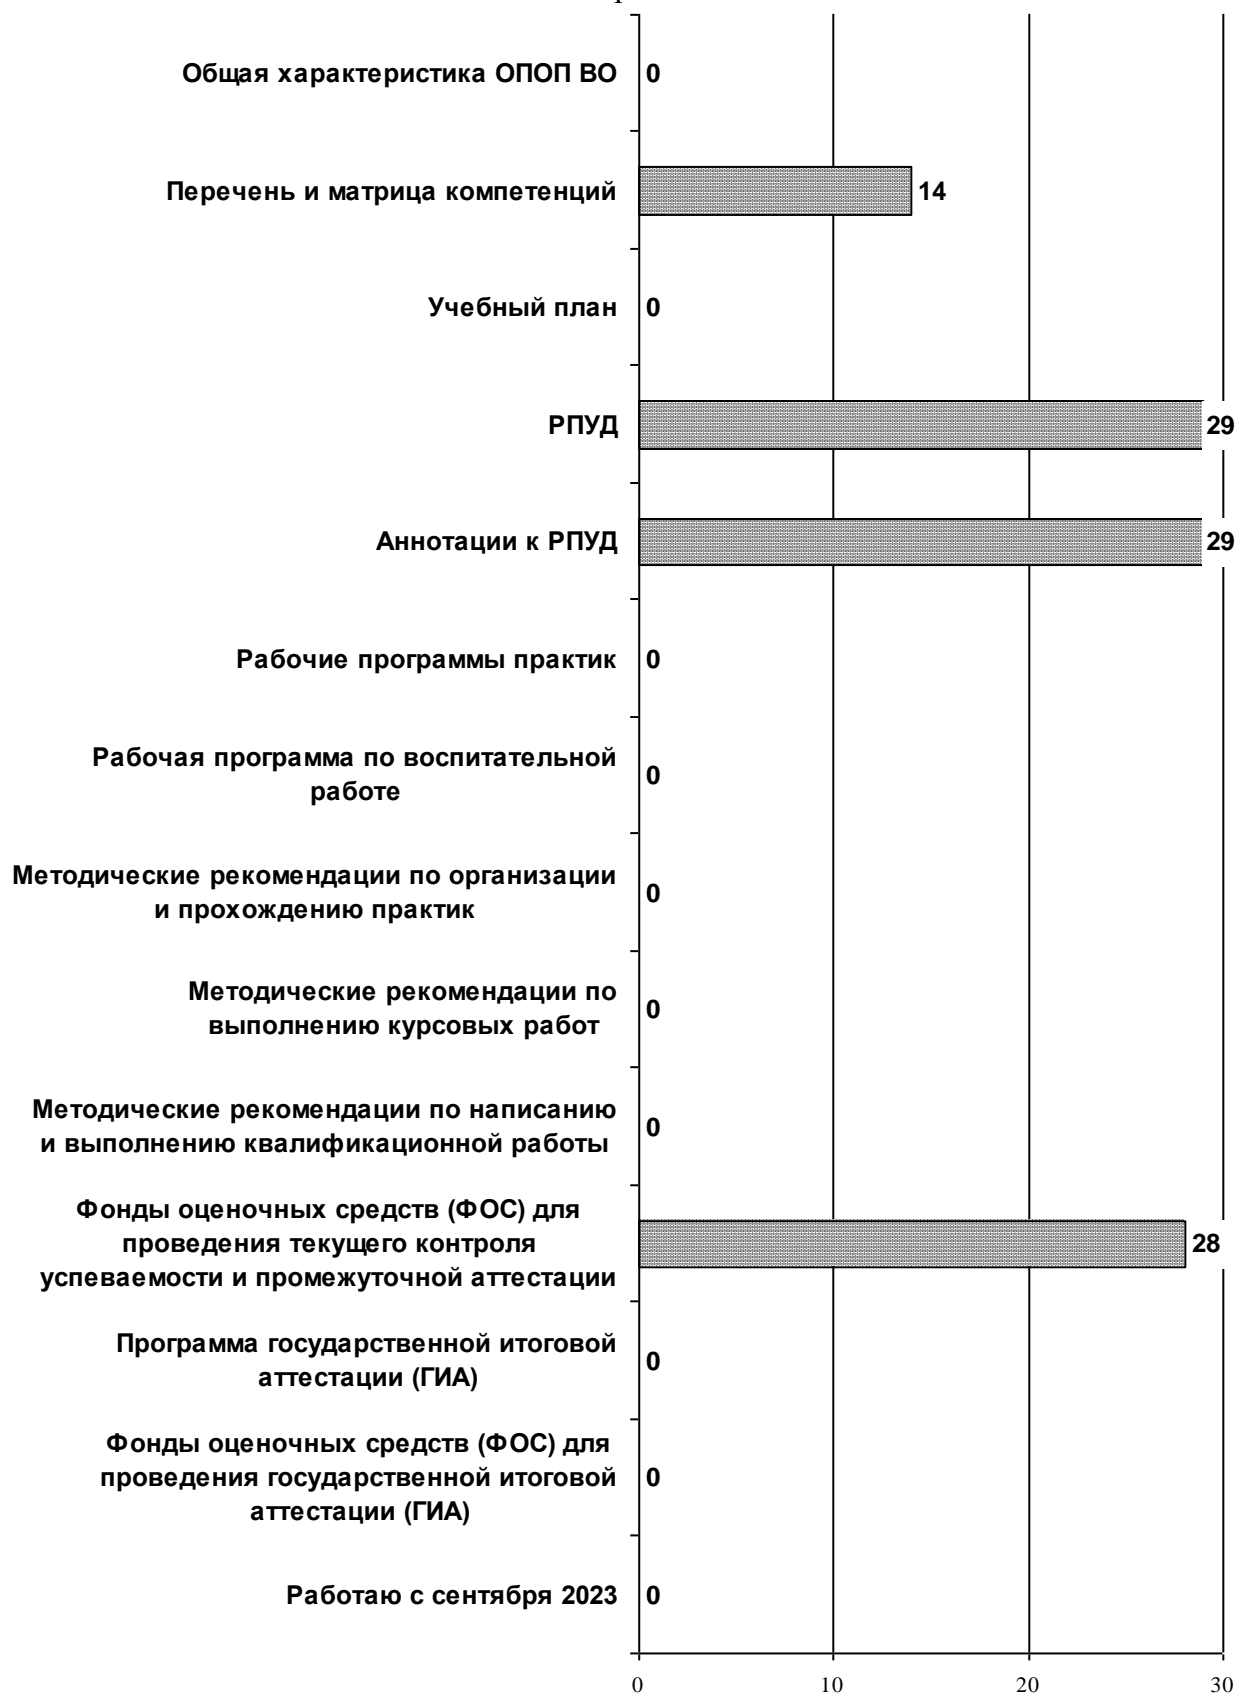 Общая характеристика ОПОП ВО 0
Перечень и матрица компетенций 14
Учебный план 0
РПУД 29
Аннотации к РПУД 29
Рабочие программы практик 0
Рабочая программа по воспитательной
работе 0
Методические рекомендации по организации
и прохождению практик 0
Методические рекомендации по
выполнению курсовых работ 0
Методические рекомендации по написанию
и выполнению квалификационной работы 0
Фонды оценочных средств (ФОС) для
проведения текущего контроля
успеваемости и промежуточной аттестации 28
Программа государственной итоговой
аттестации (ГИА) 0
Фонды оценочных средств (ФОС) для
проведения государственной итоговой
аттестации (ГИА) 0
Работаю с сентября 2023 0
0 10 20 30